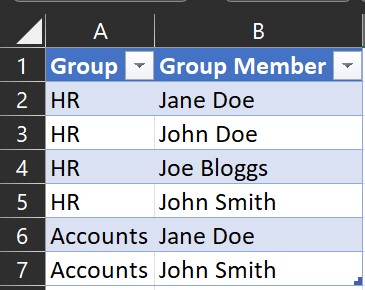 A B
1 Group Group Member
2 HR Jane Doe
3 HR John Doe
4 HR Joe Bloggs
5 HR John Smith
6 Accounts Jane Doe
7 Accounts John Smith